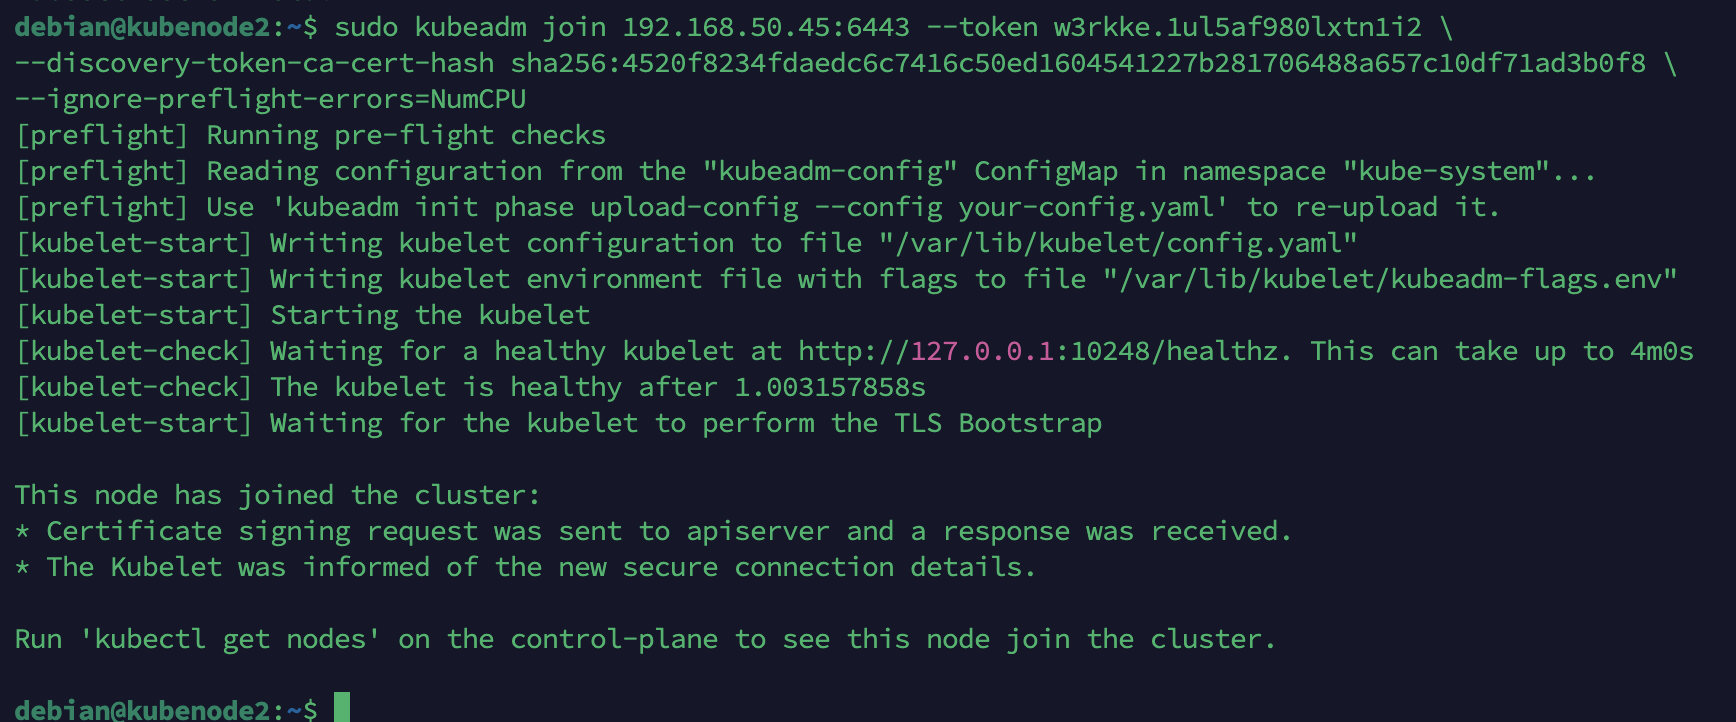 debian@kubenode2:~$ sudo kubeadm join 192.168.50.45:6443 --token w3rkke.1ul5af980lxtn1i2 \
--discovery-token-ca-cert-hash sha256:4520f8234fdaedc6c7416c50ed1604541227b281706488a657c10df71ad3b0f8 \
--ignore-preflight-errors=NumCPU
[preflight] Running pre-flight checks
[preflight] Reading configuration from the "kubeadm-config" ConfigMap in namespace "kube-system"...
[preflight] Use 'kubeadm init phase upload-config --config your-config.yaml' to re-upload it.
[kubelet-start] Writing kubelet configuration to file "/var/lib/kubelet/config.yaml"
[kubelet-start] Writing kubelet environment file with flags to file "/var/lib/kubelet/kubeadm-flags.env"
[kubelet-start] Starting the kubelet
[kubelet-check] Waiting for a healthy kubelet at http://127.0.0.1:10248/healthz. This can take up to 4m0s
[kubelet-check] The kubelet is healthy after 1.003157858s
[kubelet-start] Waiting for the kubelet to perform the TLS Bootstrap

This node has joined the cluster:
* Certificate signing request was sent to apiserver and a response was received.
* The Kubelet was informed of the new secure connection details.

Run 'kubectl get nodes' on the control-plane to see this node join the cluster.

debian@kubenode2:~$